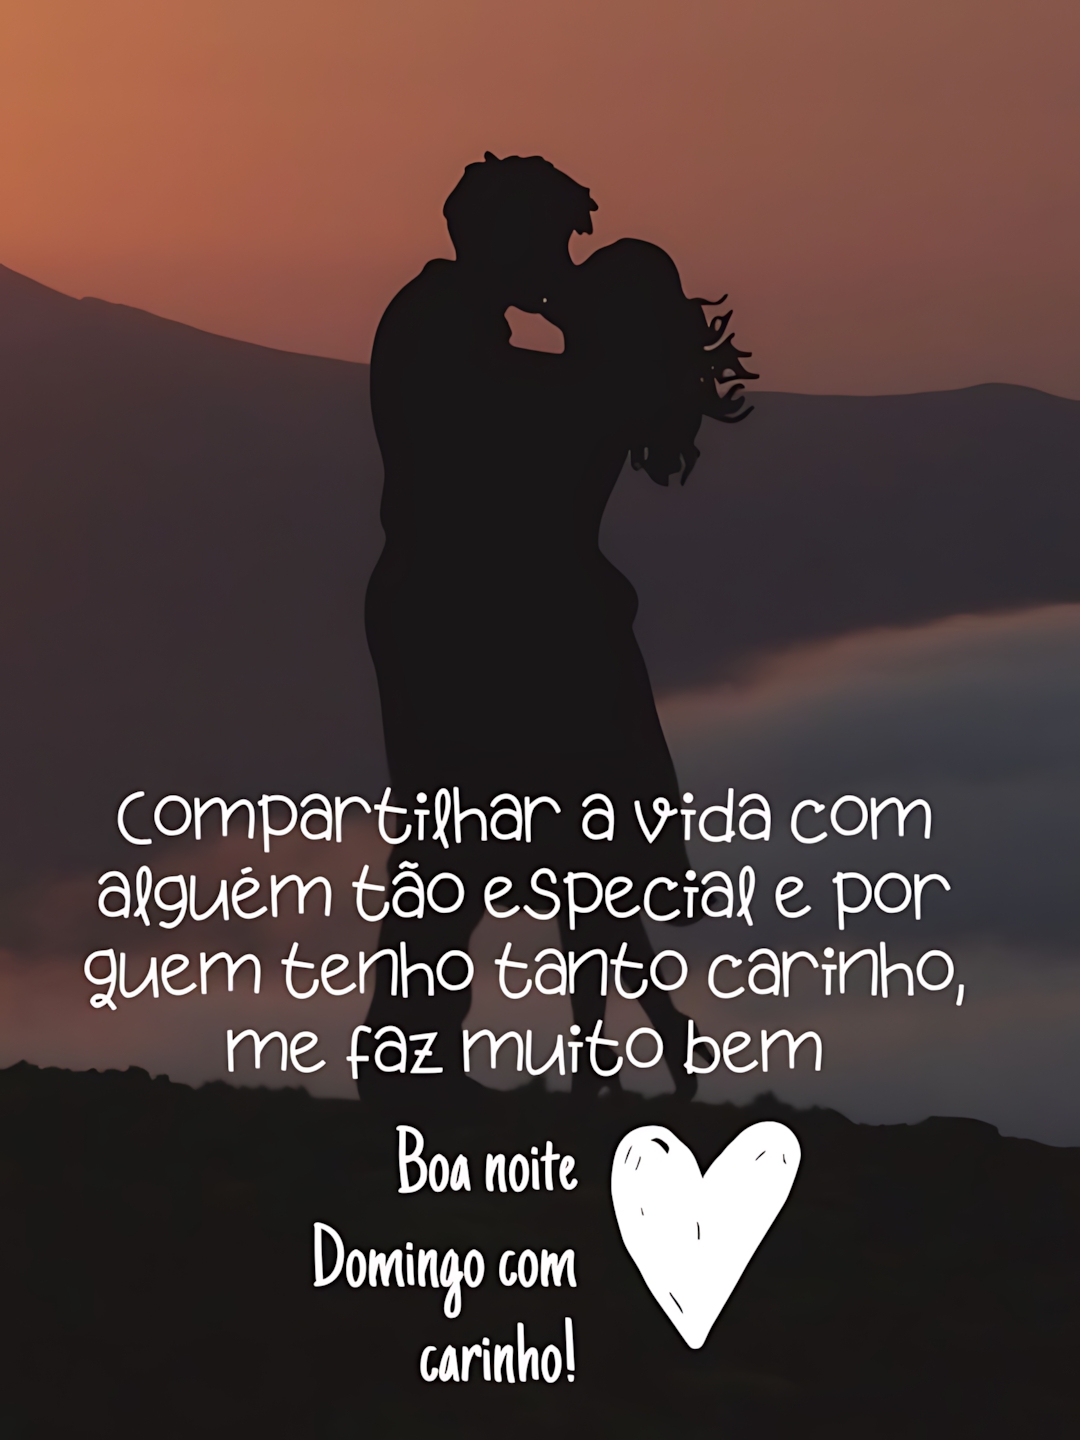 Compartilhar a vida com
alguém tão especial e por
quem tenho tanto carinho,
me faz muito bem
Boa noite
Domingo com
carinho!